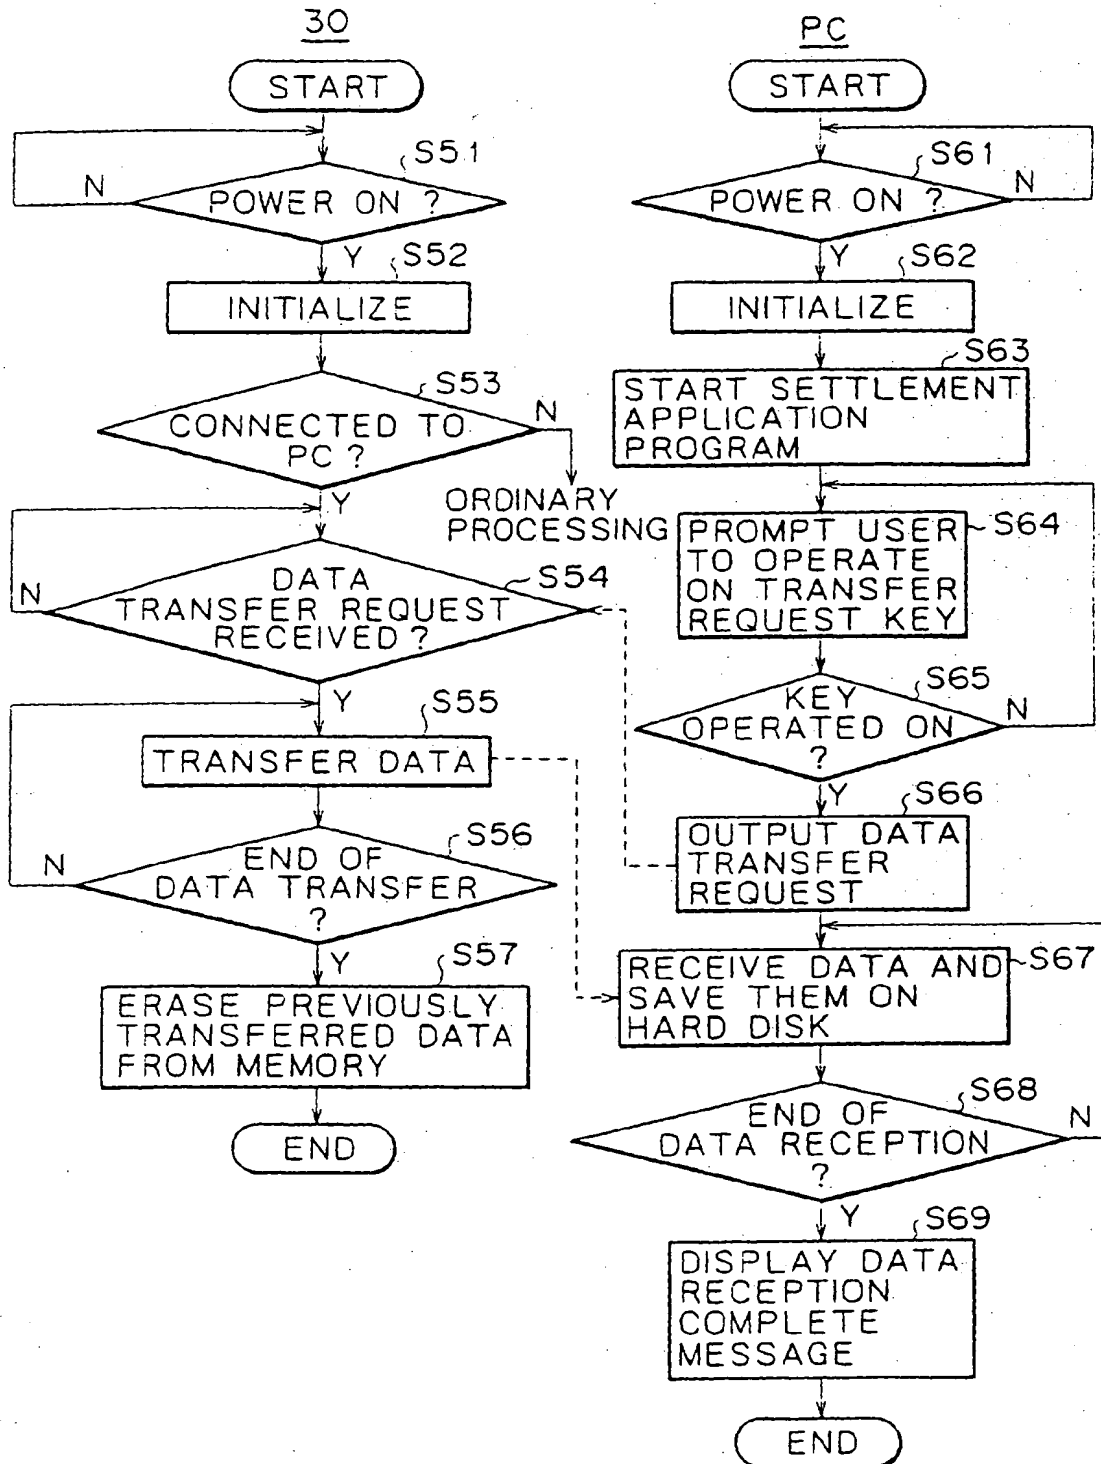 30
START
S51
POWER ON ?
N
Y
S52
INITIALIZE
S53
CONNECTED TO
PC ?
N
Y
ORDINARY
PROCESSING
S54
DATA
TRANSFER REQUEST
RECEIVED ?
N
Y
S55
TRANSFER DATA
S56
END OF
DATA TRANSFER
?
N
Y
S57
ERASE PREVIOUSLY
TRANSFERRED DATA
FROM MEMORY
END
PC
START
S61
POWER ON ?
N
Y
S62
INITIALIZE
S63
START SETTLEMENT
APPLICATION
PROGRAM
S64
PROMPT USER
TO OPERATE
ON TRANSFER
REQUEST KEY
S65
KEY
OPERATED ON
?
N
Y
S66
OUTPUT DATA
TRANSFER
REQUEST
S67
RECEIVE DATA AND
SAVE THEM ON
HARD DISK
S68
END OF
DATA RECEPTION
?
N
Y
S69
DISPLAY DATA
RECEPTION
COMPLETE
MESSAGE
END